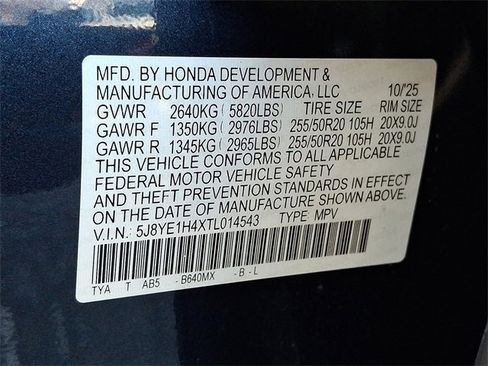 MFD. BY HONDA DEVELOPMENT &
MANUFACTURING OF AMERICA, LLC 10/'25
GVWR 2640KG ( 5820LBS) TIRE SIZE RIM SIZE
GAWR F 1350KG ( 2976LBS) 255/50R20 105H 20X9.0J
GAWR R 1345KG ( 2965LBS) 255/50R20 105H 20X9.0J
THIS VEHICLE CONFORMS TO ALL APPLICABLE
FEDERAL MOTOR VEHICLE SAFETY
AND THEFT PREVENTION STANDARDS IN EFFECT
ON THE DATE OF MANUFACTURE SHOWN ABOVE.
V.I.N.: 5J8YE1H4XTL014543 TYPE: MPV
TYA T AB5 -B640MX -B-L